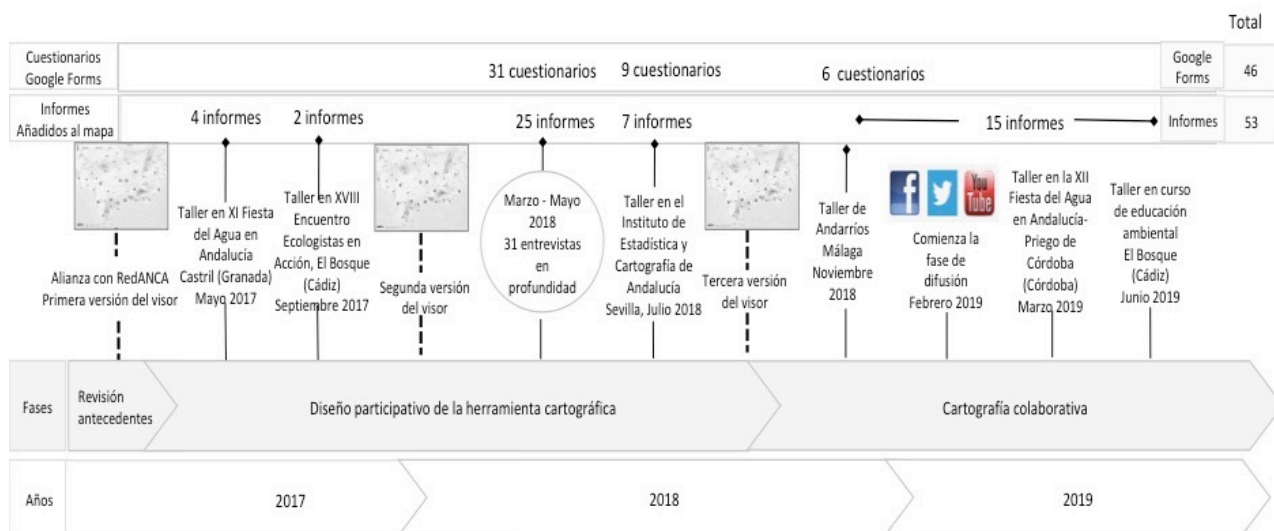 Total
Cuestionarios
Google Forms
31 cuestionarios
9 cuestionarios
6 cuestionarios
Google
Forms
46
Informes
Añadidos al mapa
4 informes
2 informes
25 informes
7 informes
15 informes
Informes
53
Alianza con RedANCA
Primera versión del visor
Taller en XI Fiesta
del Agua en
Andalucía
Castril (Granada)
Mayo 2017
Taller en XVIII
Encuentro
Ecologistas en
Acción, El Bosque
(Cádiz)
Septiembre 2017
Segunda versión
del visor
Marzo - Mayo
2018
31 entrevistas
en
profundidad
Taller en el
Instituto de
Estadística y
Cartografía de
Andalucía
Sevilla, Julio 2018
Tercera versión
del visor
Taller de
Andarríos
Málaga
Noviembre
2018
f
You
Tube
Comienza la
fase de
difusión
Febrero 2019
Taller en la XII
Fiesta del Agua
en Andalucía-
Priego de
Córdoba
(Córdoba)
Marzo 2019
Taller en curso
de educación
ambiental
El Bosque
(Cádiz)
Junio 2019
Fases
Revisión
antecedentes
Diseño participativo de la herramienta cartográfica
Cartografía colaborativa
Años
2017
2018
2019